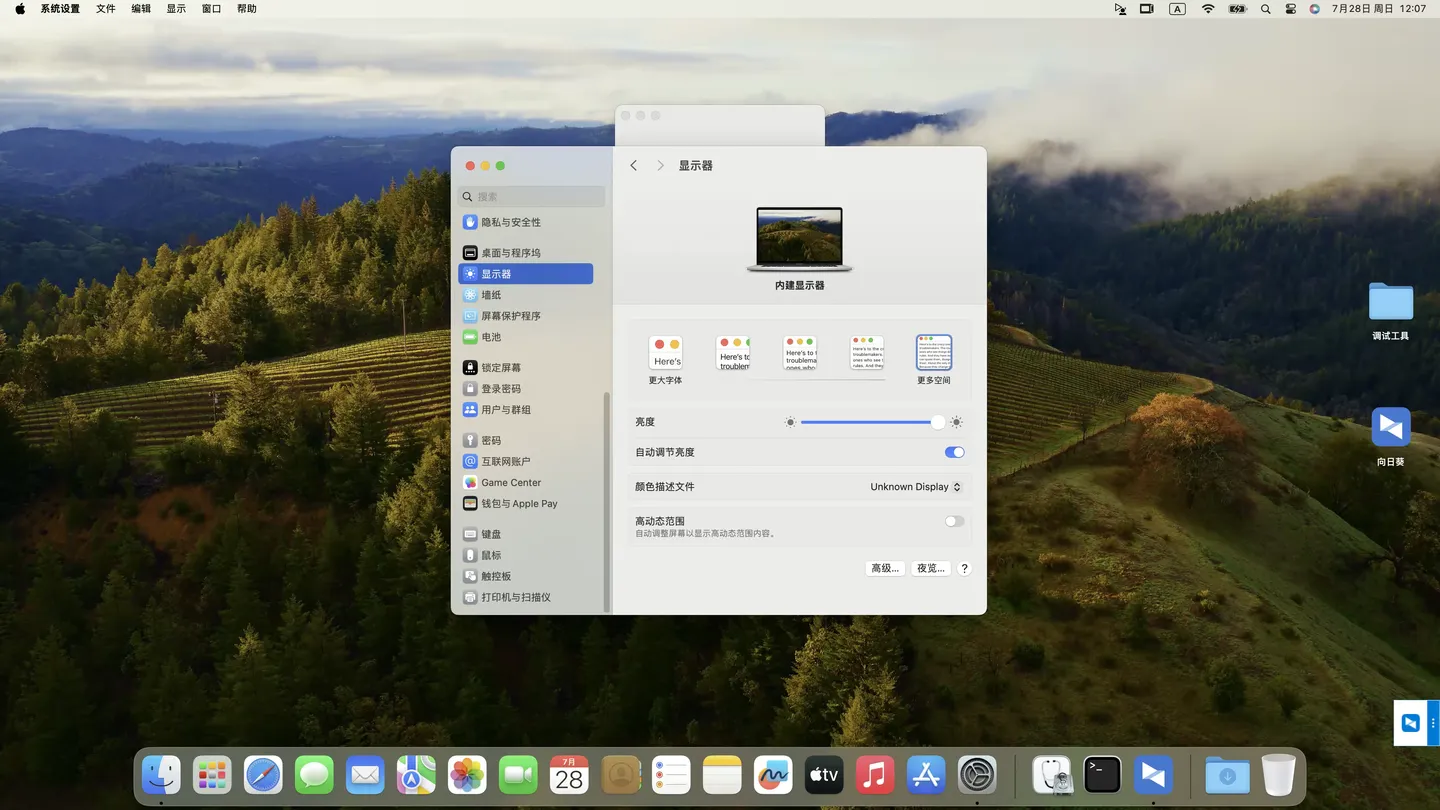 系统设置 文件 编辑 显示 窗口 帮助
A
7月28日 周日 12:07
显示器
搜索
隐私与安全性
桌面与程序坞
显示器
墙纸
屏幕保护程序
电池
锁定屏幕
登录密码
用户与群组
密码
互联网账户
Game Center
钱包与 Apple Pay
键盘
鼠标
触控板
打印机与扫描仪
内建显示器
Here's
Here's to
troublem
Here's to t
troublema
ones who
Here's to the c
troublemakers
ones who see t
rules. And they
更大字体
更多空间
亮度
自动调节亮度
颜色描述文件
Unknown Display
高动态范围
自动调整屏幕以显示高动态范围内容。
高级...
夜览...
?
调试工具
向日葵
7月
28
tv
>_